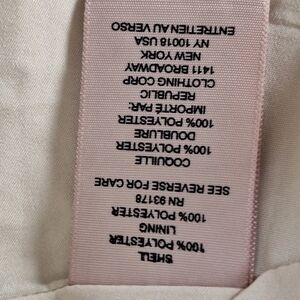 SHELL
100% POLYESTER
LINING
100% POLYESTER
RN 93178
SEE REVERSE FOR CARE
COQUILLE
100% POLYESTER
DOUBLURE
100% POLYESTER
IMPORTÉ PAR:
REPUBLIC
CLOTHING CORP
1411 BROADWAY
NEW YORK
NY 10018 USA
ENTRETIEN AU VERSO